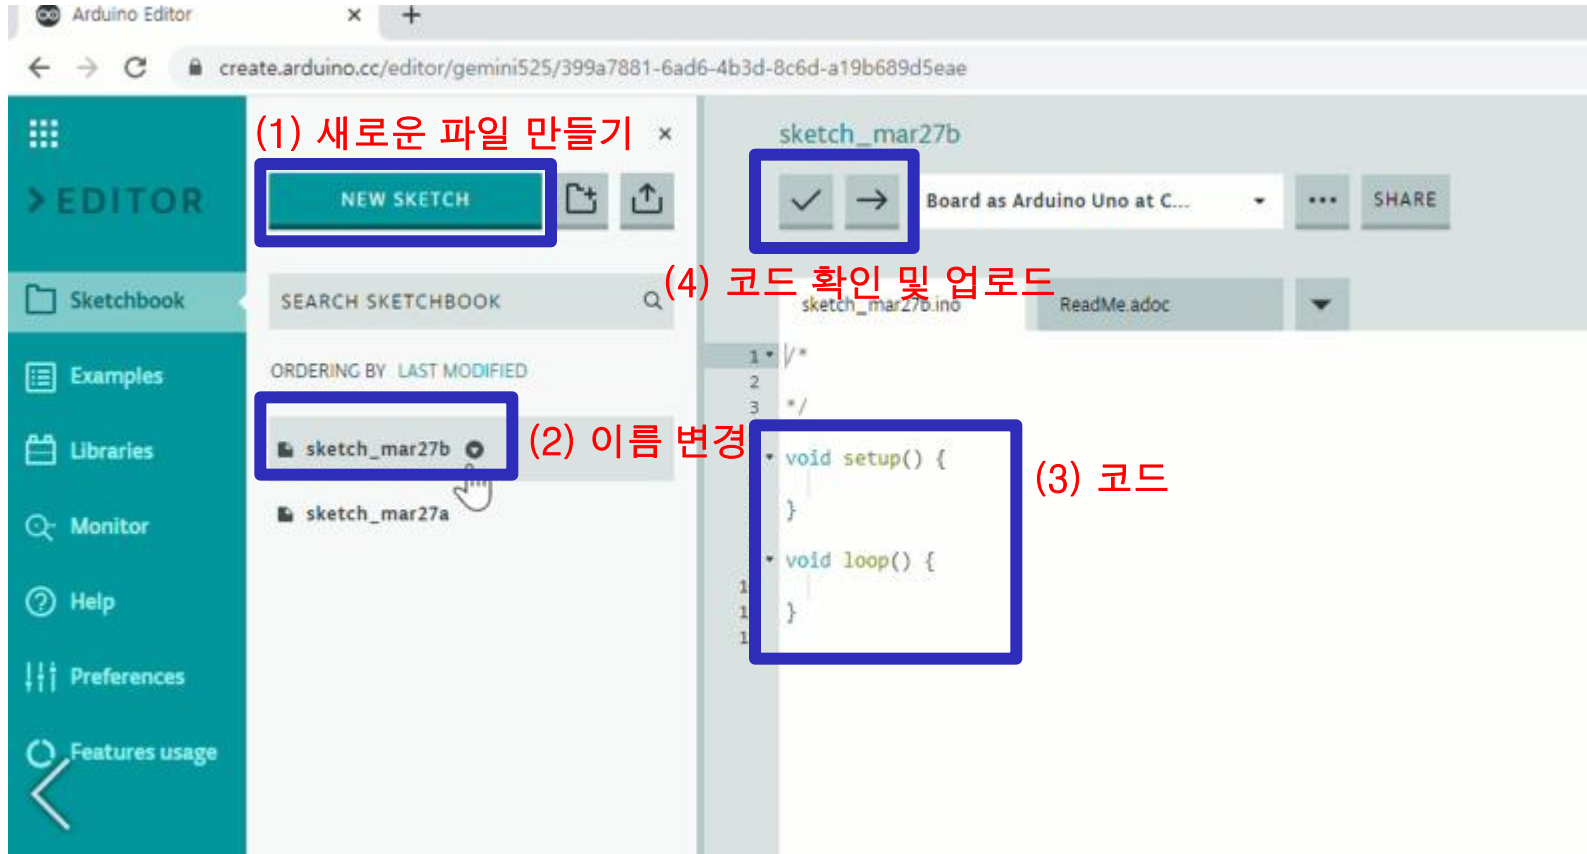 Arduino Editor × +
create.arduino.cc/editor/gemini525/399a7881-6ad6-4b3d-8c6d-a19b689d5eae
(1) 새로운 파일 만들기 ×
sketch_mar27b
>EDITOR
NEW SKETCH
Board as Arduino Uno at C...
SHARE
(4) 코드 확인 및 업로드
Sketchbook
SEARCH SKETCHBOOK
sketch_mar27b.ino
ReadMe.adoc
Examples
ORDERING BY LAST MODIFIED
1 /*
2
3 */
Libraries
sketch_mar27b
(2) 이름 변경
void setup() {
(3) 코드
Monitor
sketch_mar27a
}
void loop() {
Help
1
1 }
1
Preferences
Features usage